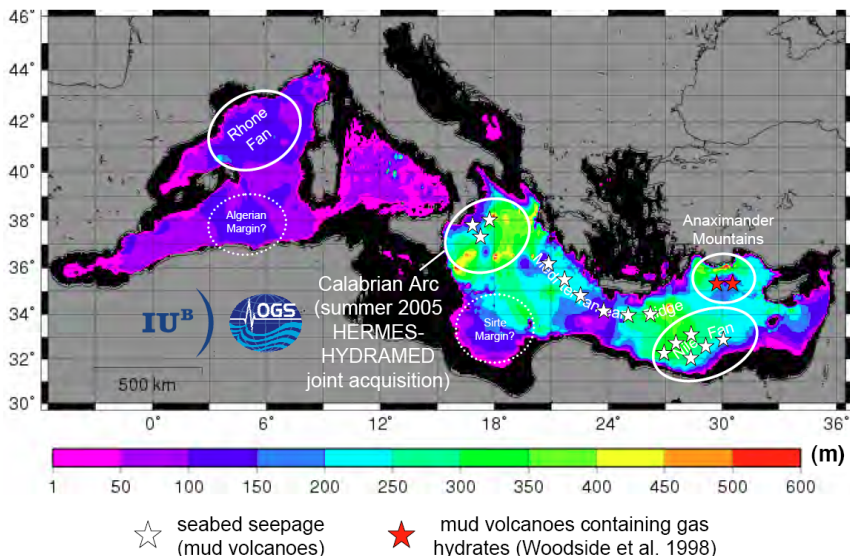 46°
44°
42°
40°
38°
36°
34°
32°
30°
0°
6°
12°
18°
24°
30°
36°
Rhone
Fan
Algerian
Margin?
Anaximander
Mountains
Calabrian Arc
(summer 2005
HERMES-
HYDRAMED
joint acquisition)
Sirte
Margin?
Fan
IUB
OGS
500 km
(m)
1 50 100 150 200 250 300 350 400 450 500 600
seabed seepage
(mud volcanoes)
mud volcanoes containing gas
hydrates (Woodside et al. 1998)